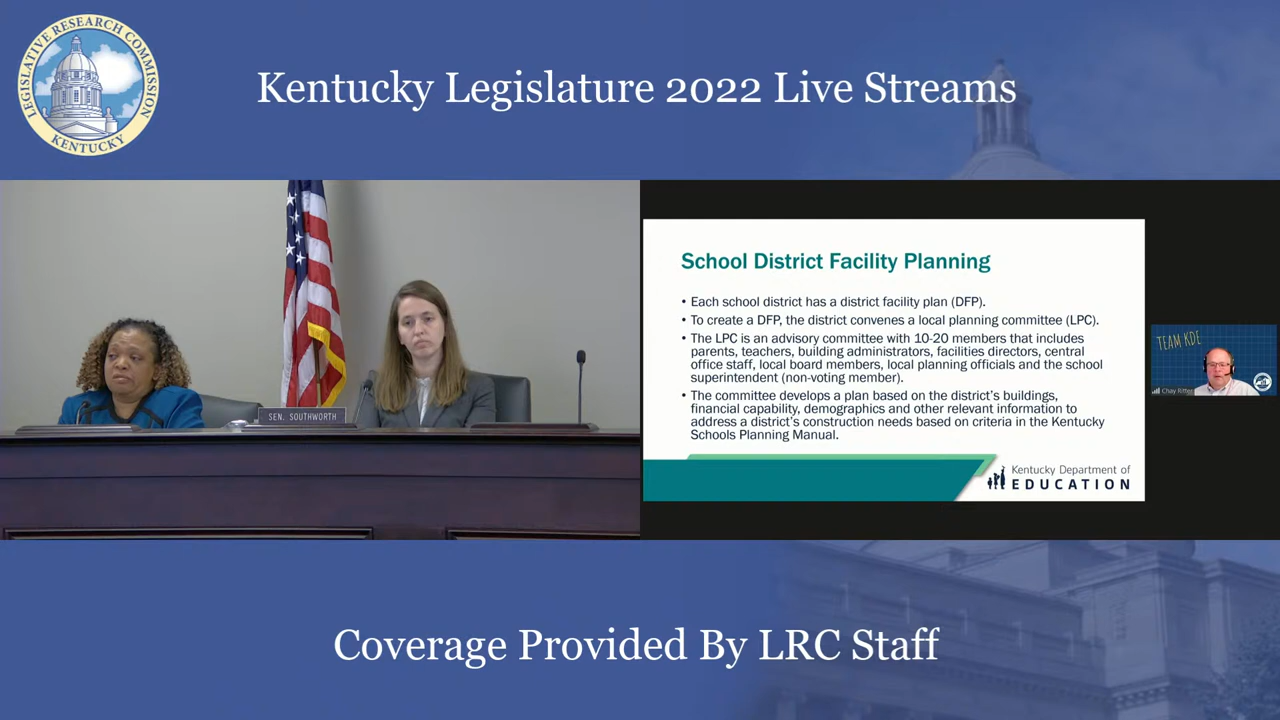 LEGISLATIVE RESEARCH COMMISSION
KENTUCKY
Kentucky Legislature 2022 Live Streams
SEN. SOUTHWORTH
School District Facility Planning
• Each school district has a district facility plan (DFP).
• To create a DFP, the district convenes a local planning committee (LPC).
• The LPC is an advisory committee with 10-20 members that includes
parents, teachers, building administrators, facilities directors, central
office staff, local board members, local planning officials and the school
superintendent (non-voting member).
• The committee develops a plan based on the district's buildings,
financial capability, demographics and other relevant information to
address a district's construction needs based on criteria in the Kentucky
Schools Planning Manual.
Kentucky Department of
EDUCATION
TEAM KDE
Chay Ritter
Coverage Provided By LRC Staff